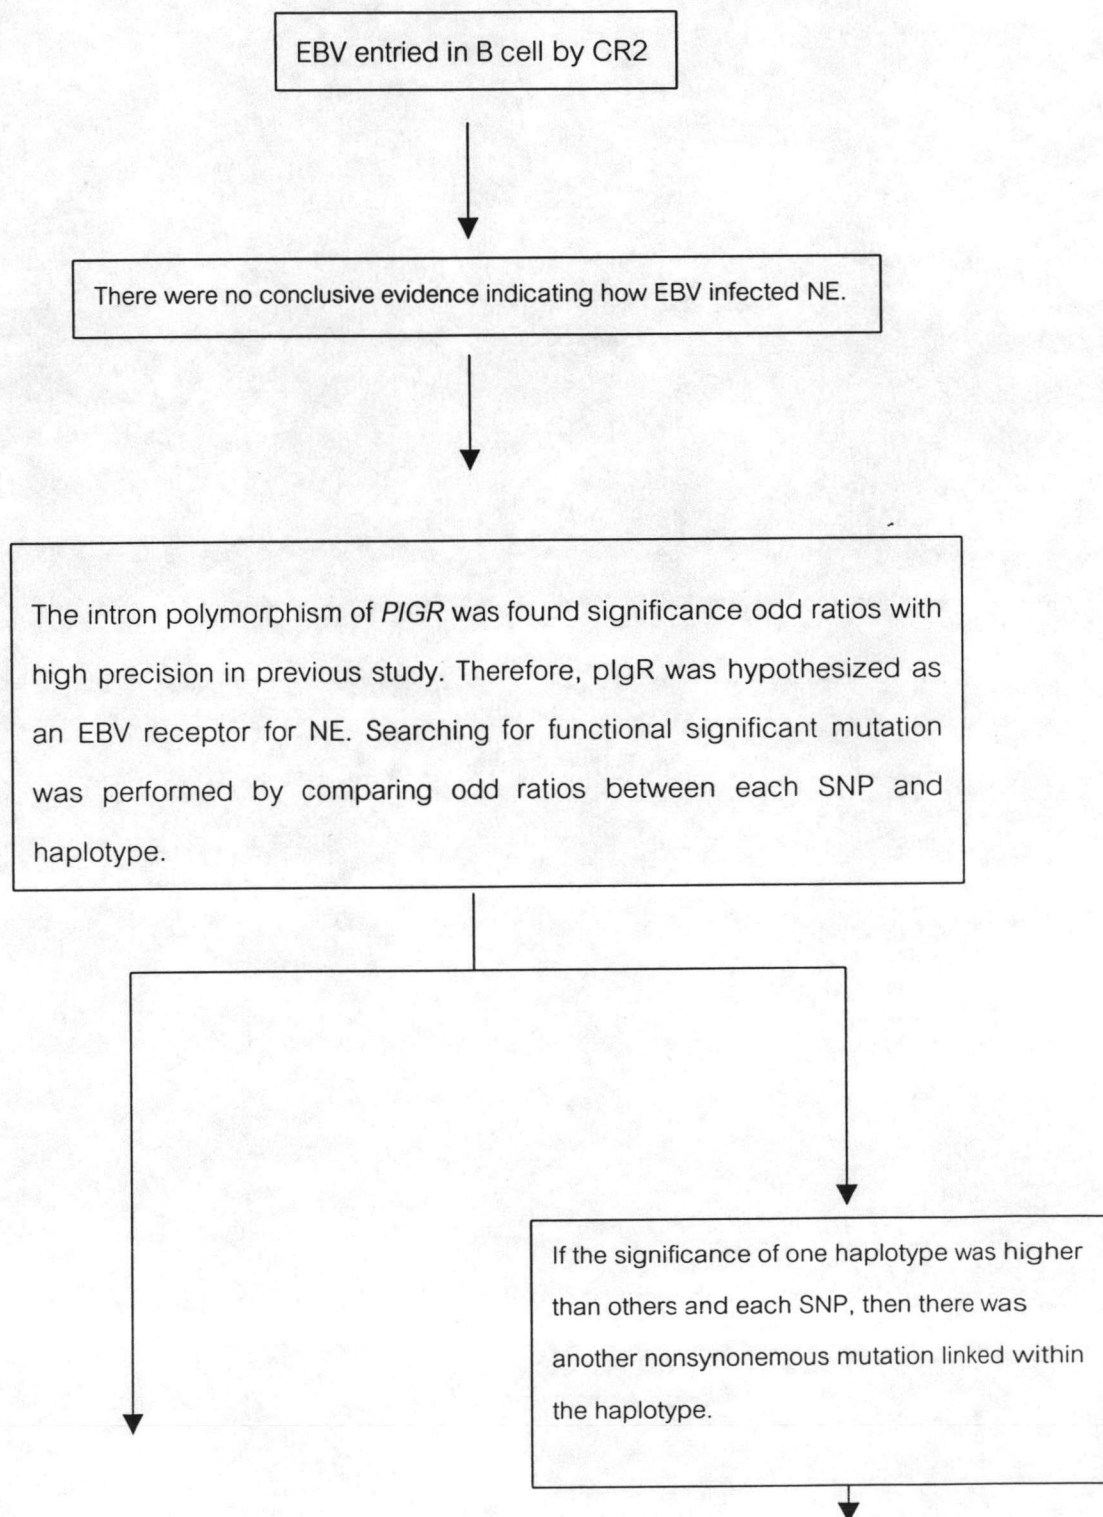 EBV entried in B cell by CR2
There were no conclusive evidence indicating how EBV infected NE.
The intron polymorphism of PIGR was found significance odd ratios with
high precision in previous study. Therefore, pIgR was hypothesized as
an EBV receptor for NE. Searching for functional significant mutation
was performed by comparing odd ratios between each SNP and
haplotype.
If the significance of one haplotype was higher
than others and each SNP, then there was
another nonsynonemous mutation linked within
the haplotype.